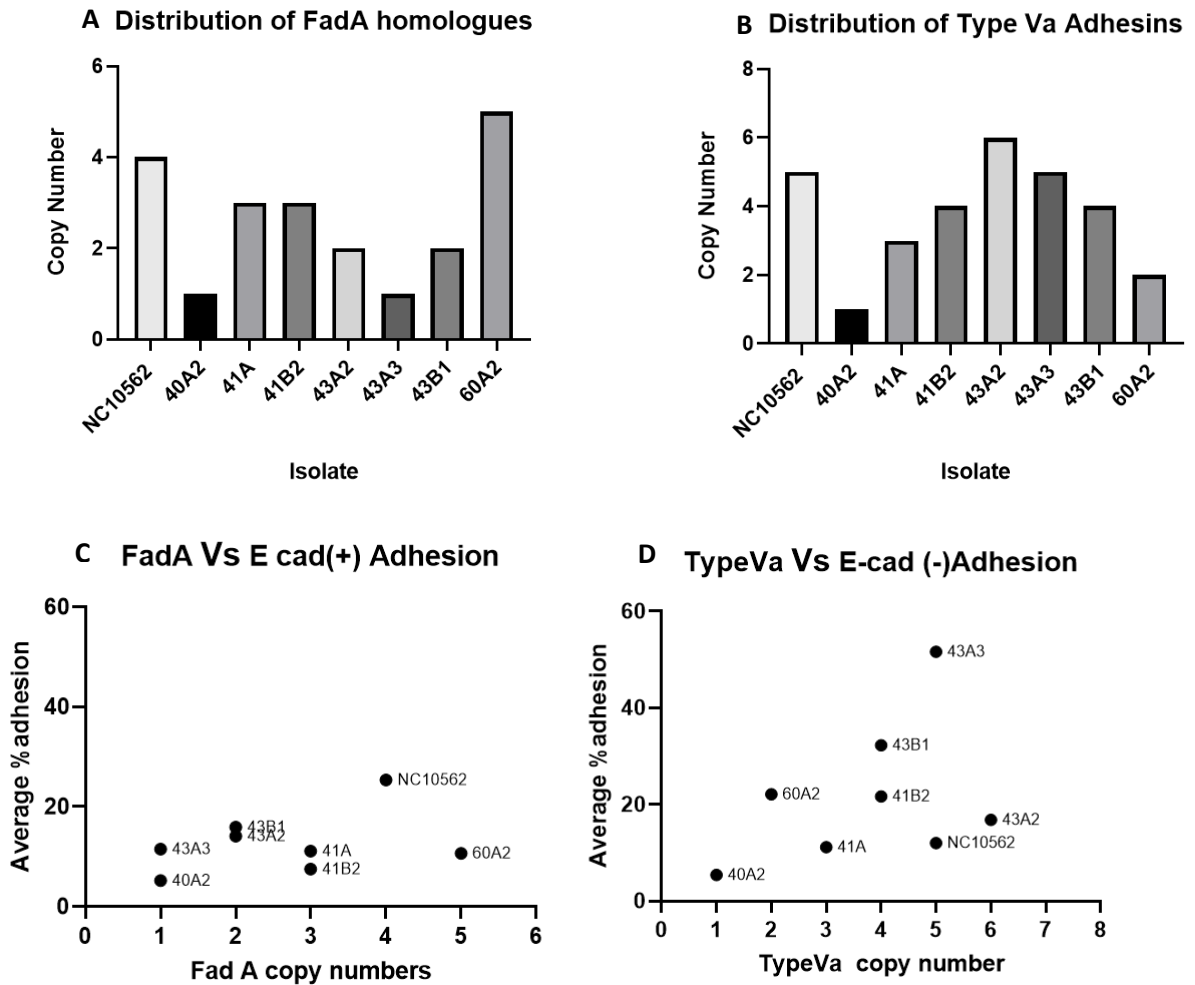 A Distribution of FadA homologues
6
4
2
0
Copy Number
NC10562
40A2
41A
41B2
43A2
43A3
43B1
60A2
Isolate
B Distribution of Type Va Adhesins
8
6
4
2
0
Copy Number
NC10562
40A2
41A
41B2
43A2
43A3
43B1
60A2
Isolate
C FadA Vs E cad(+) Adhesion
60
40
20
0
Average % adhesion
NC10562
43B1
43A2
43A3
41A
60A2
41B2
40A2
0 1 2 3 4 5 6
Fad A copy numbers
D TypeVa Vs E-cad (-)Adhesion
60
40
20
0
Average % adhesion
43A3
43B1
60A2
41B2
43A2
NC10562
41A
40A2
0 1 2 3 4 5 6 7 8
TypeVa copy number